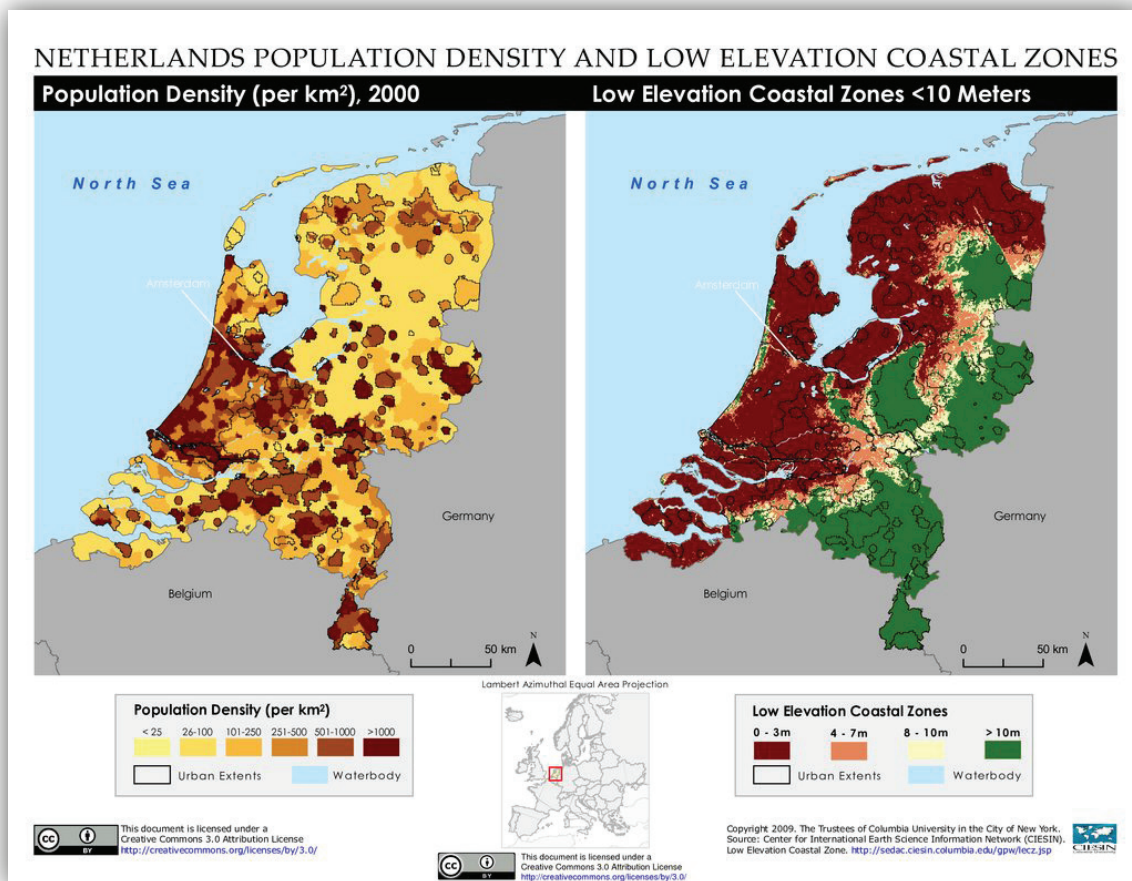 NETHERLANDS POPULATION DENSITY AND LOW ELEVATION COASTAL ZONES
Population Density (per km²), 2000
North Sea
Amsterdam
Germany
Belgium
0 50 km
N
Low Elevation Coastal Zones <10 Meters
North Sea
Amsterdam
Germany
Belgium
0 50 km
N
Lambert Azimuthal Equal Area Projection
Population Density (per km²)
< 25 26-100 101-250 251-500 501-1000 >1000
Urban Extents Waterbody
Low Elevation Coastal Zones
0 - 3m 4 - 7m 8 - 10m > 10m
Urban Extents Waterbody
cc BY
This document is licensed under a
Creative Commons 3.0 Attribution License
http://creativecommons.org/licenses/by/3.0/
cc BY
This document is licensed under a
Creative Commons 3.0 Attribution License
http://creativecommons.org/licenses/by/3.0/
Copyright 2009. The Trustees of Columbia University in the City of New York.
Source: Center for International Earth Science Information Network (CIESIN).
Low Elevation Coastal Zone. http://sedac.ciesin.columbia.edu/gpw/lecz.jsp
CIESIN